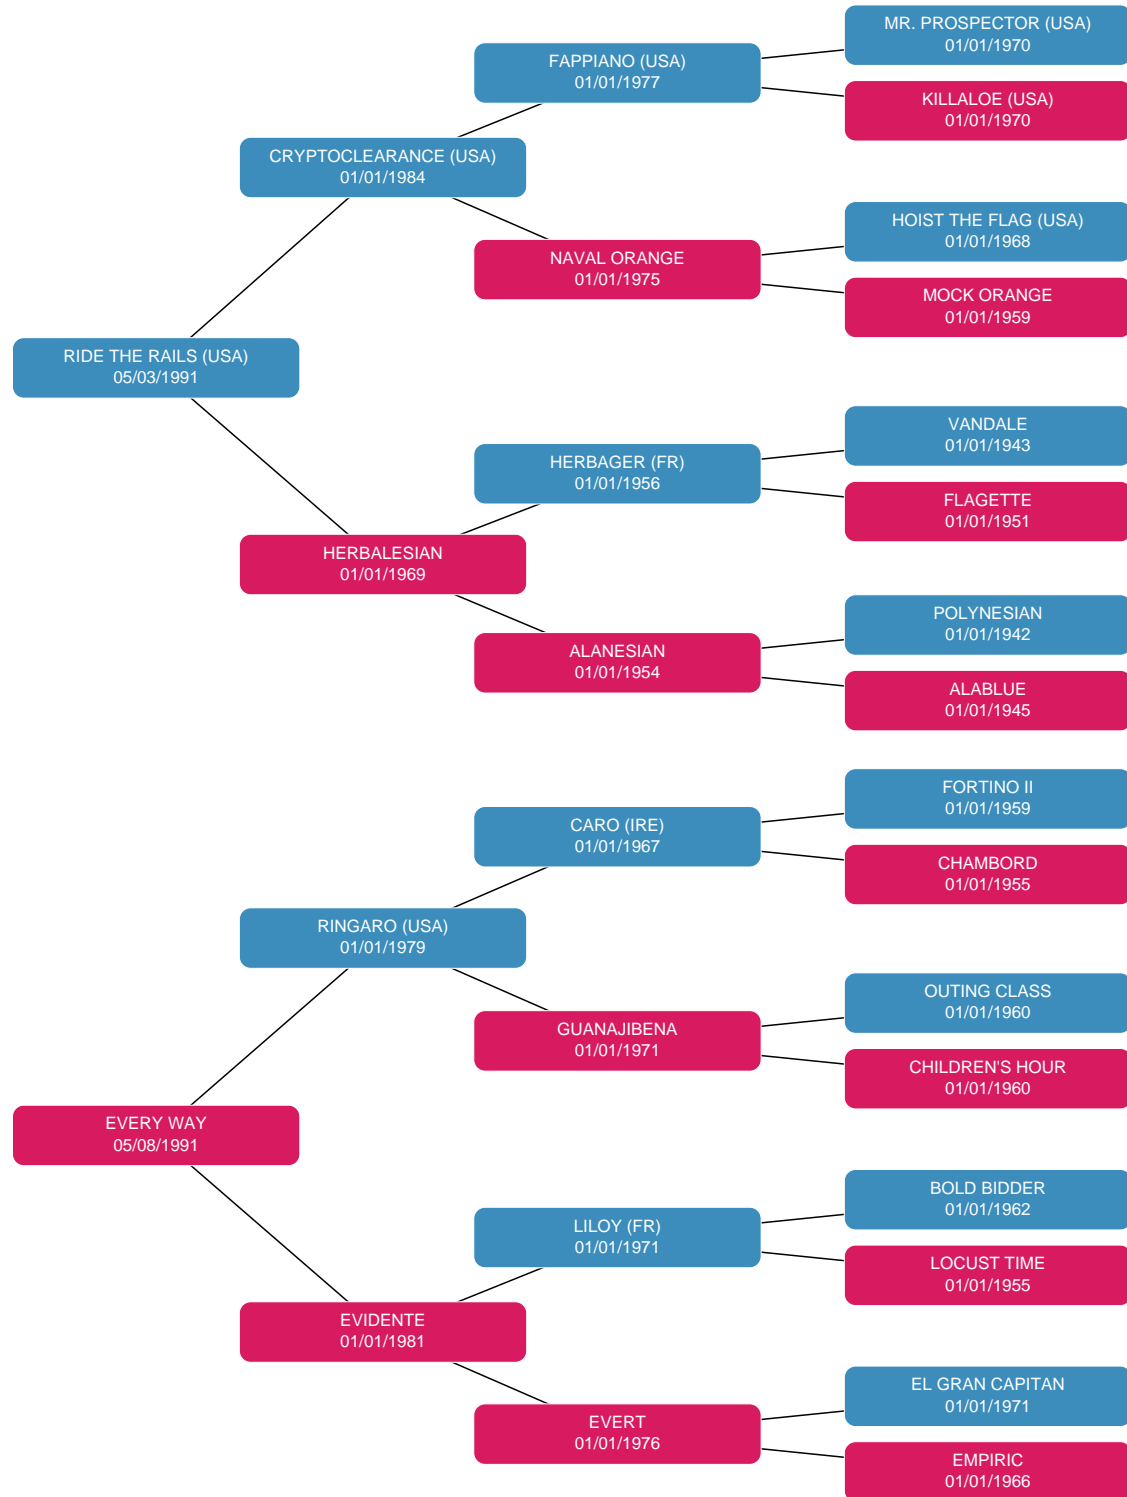 MR. PROSPECTOR (USA)
01/01/1970
FAPPIANO (USA)
01/01/1977
KILLALOE (USA)
01/01/1970
CRYPTOCLEARANCE (USA)
01/01/1984
HOIST THE FLAG (USA)
01/01/1968
NAVAL ORANGE
01/01/1975
MOCK ORANGE
01/01/1959
RIDE THE RAILS (USA)
05/03/1991
VANDALE
01/01/1943
HERBAGER (FR)
01/01/1956
FLAGETTE
01/01/1951
HERBALESIAN
01/01/1969
POLYNESIAN
01/01/1942
ALANESIAN
01/01/1954
ALABLUE
01/01/1945
FORTINO II
01/01/1959
CARO (IRE)
01/01/1967
CHAMBORD
01/01/1955
RINGARO (USA)
01/01/1979
OUTING CLASS
01/01/1960
GUANAJIBENA
01/01/1971
CHILDREN'S HOUR
01/01/1960
EVERY WAY
05/08/1991
BOLD BIDDER
01/01/1962
LILOY (FR)
01/01/1971
LOCUST TIME
01/01/1955
EVIDENTE
01/01/1981
EL GRAN CAPITAN
01/01/1971
EVERT
01/01/1976
EMPIRIC
01/01/1966